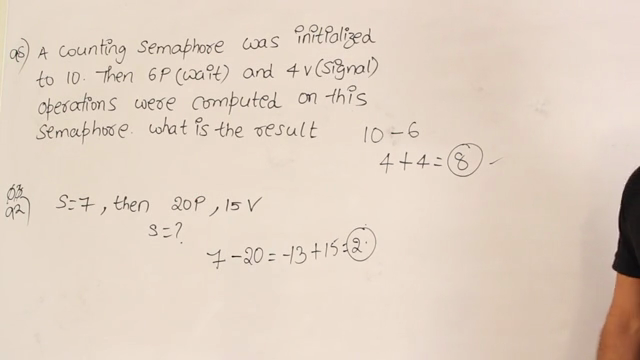 Q6) A counting semaphore was initialized
to 10. Then 6P (wait) and 4V (signal)
operations were computed on this
semaphore. what is the result
10 - 6
4 + 4 = 8
Q2) S=7, then 20P, 15V
S=?
7 - 20 = -13 + 15 = 2